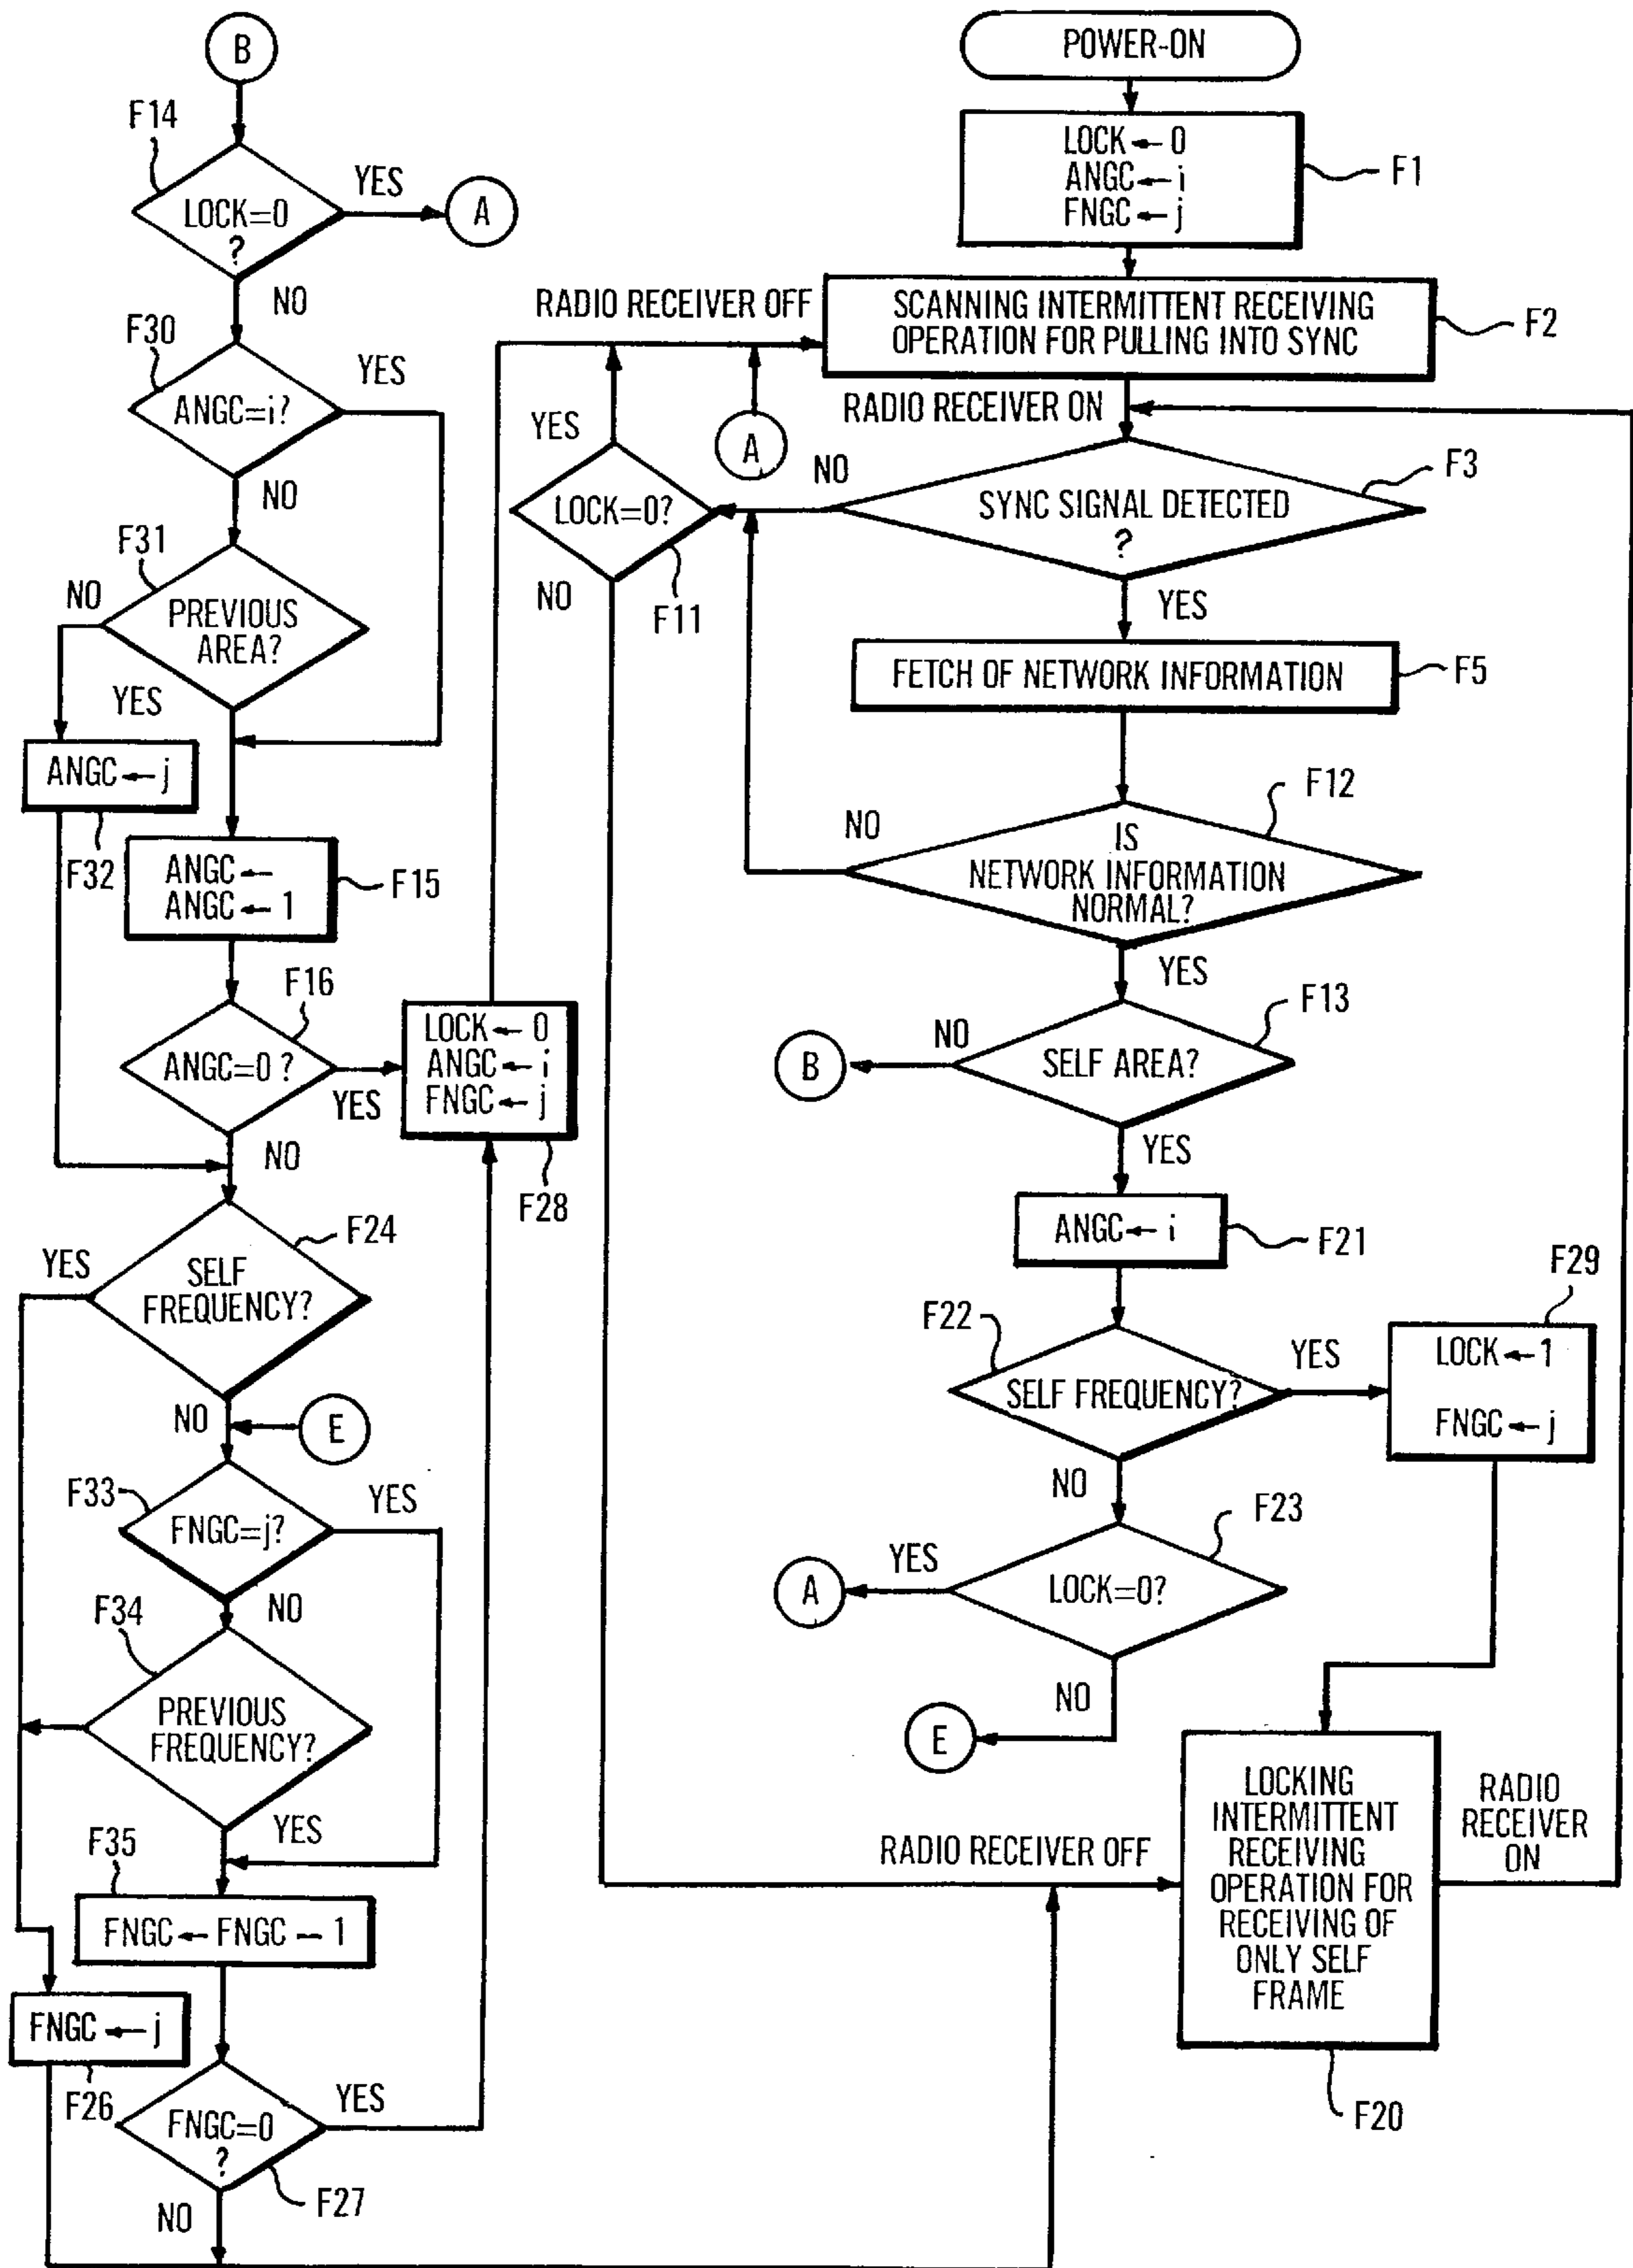 B
F14
LOCK=0
?
YES
A
NO
F30
ANGC=i?
YES
NO
F31
PREVIOUS
AREA?
NO
YES
ANGC←j
F32
ANGC←
ANGC←1
F15
F16
ANGC=0?
YES
NO
LOCK←0
ANGC←i
FNGC←j
F28
F24
SELF
FREQUENCY?
YES
NO
E
F33
FNGC=j?
YES
NO
F34
PREVIOUS
FREQUENCY?
YES
F35
FNGC←FNGC–1
FNGC←j
F26
FNGC=0
?
YES
F27
NO
POWER-ON
LOCK←0
ANGC←i
FNGC←j
F1
RADIO RECEIVER OFF
SCANNING INTERMITTENT RECEIVING
OPERATION FOR PULLING INTO SYNC
F2
RADIO RECEIVER ON
A
YES
LOCK=0?
NO
F11
NO
SYNC SIGNAL DETECTED
?
F3
YES
FETCH OF NETWORK INFORMATION
F5
F12
IS
NETWORK INFORMATION
NORMAL?
NO
YES
F13
SELF AREA?
NO
B
YES
ANGC←i
F21
F22
SELF FREQUENCY?
YES
F29
LOCK←1
FNGC←j
NO
F23
LOCK=0?
YES
A
NO
E
RADIO RECEIVER OFF
LOCKING
INTERMITTENT
RECEIVING
OPERATION FOR
RECEIVING OF
ONLY SELF
FRAME
F20
RADIO
RECEIVER
ON